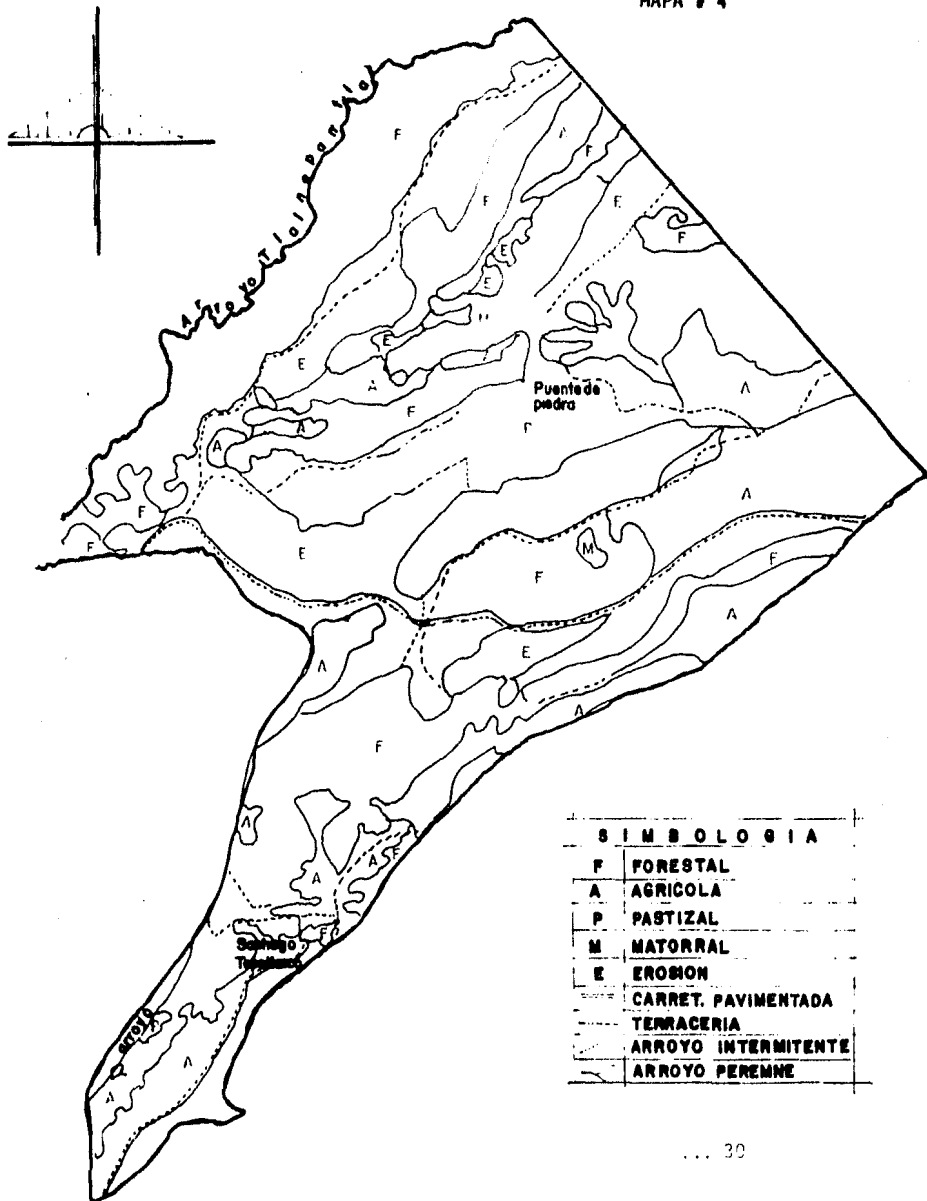 MAPA # 4
Arroyo Tlalnepantla
F
F
A
F
E
F
E
E
E
E
A
F
A
A
Puente de
piedra
A
P
A
F
F
E
M
F
F
A
E
A
A
F
A
A
A
E
F
Santiago
arroyo
A
A
SIMBOLOGIA
F FORESTAL
A AGRICOLA
P PASTIZAL
M MATORRAL
E EROSION
CARRET. PAVIMENTADA
TERRACERIA
ARROYO INTERMITENTE
ARROYO PEREMNE
... 30